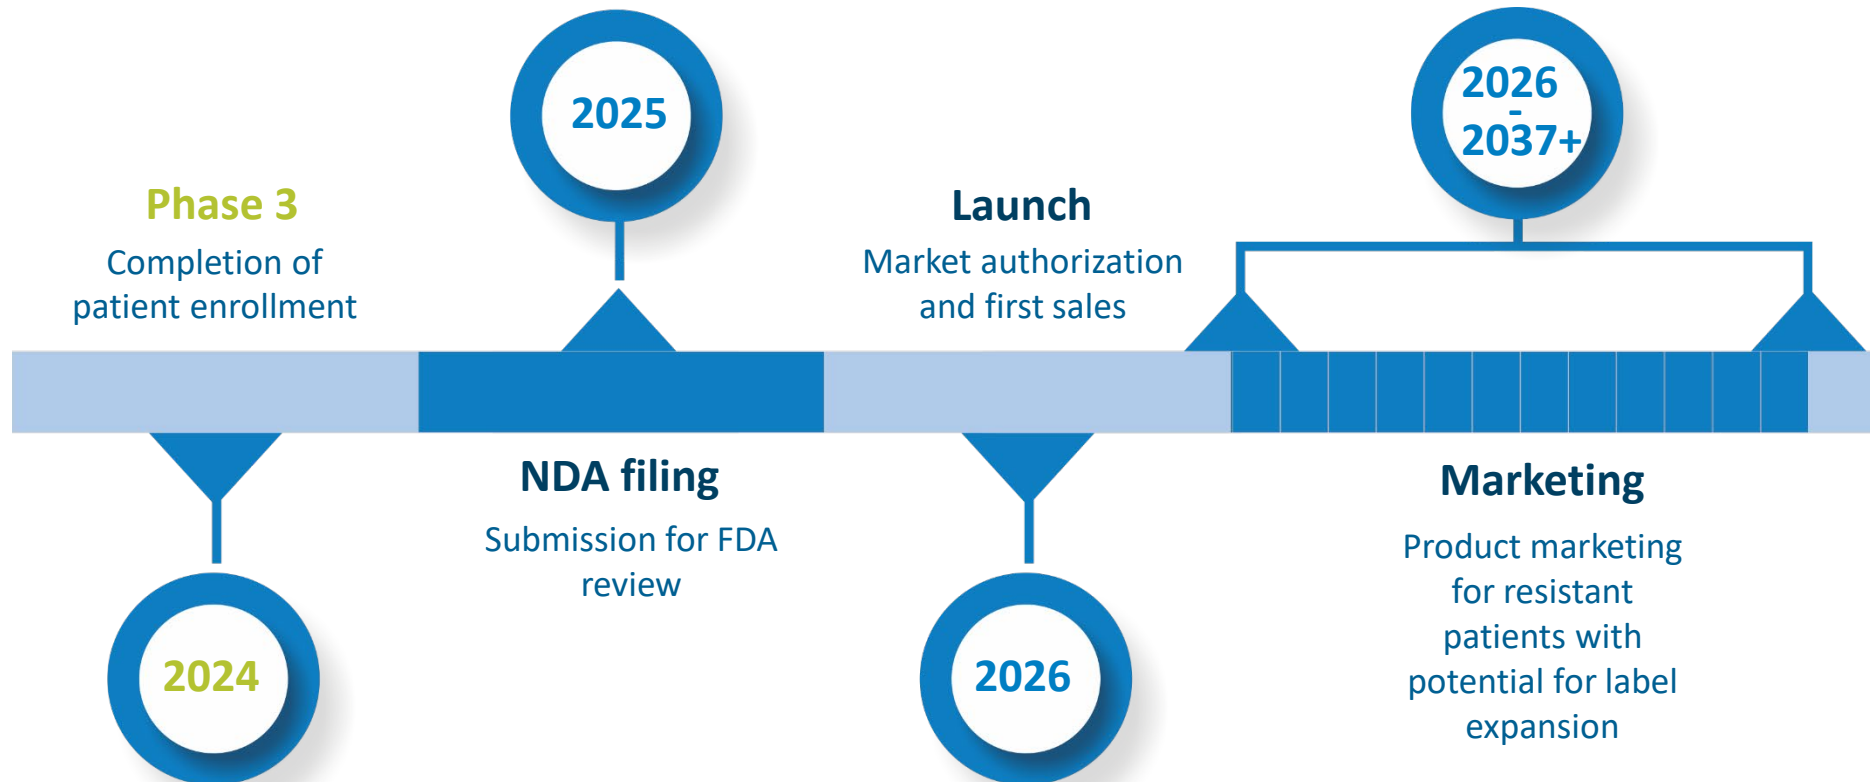 Phase 3
Completion of
patient enrollment
2024
2025
NDA filing
Submission for FDA
review
Launch
Market authorization
and first sales
2026
2026
-
2037+
Marketing
Product marketing
for resistant
patients with
potential for label
expansion